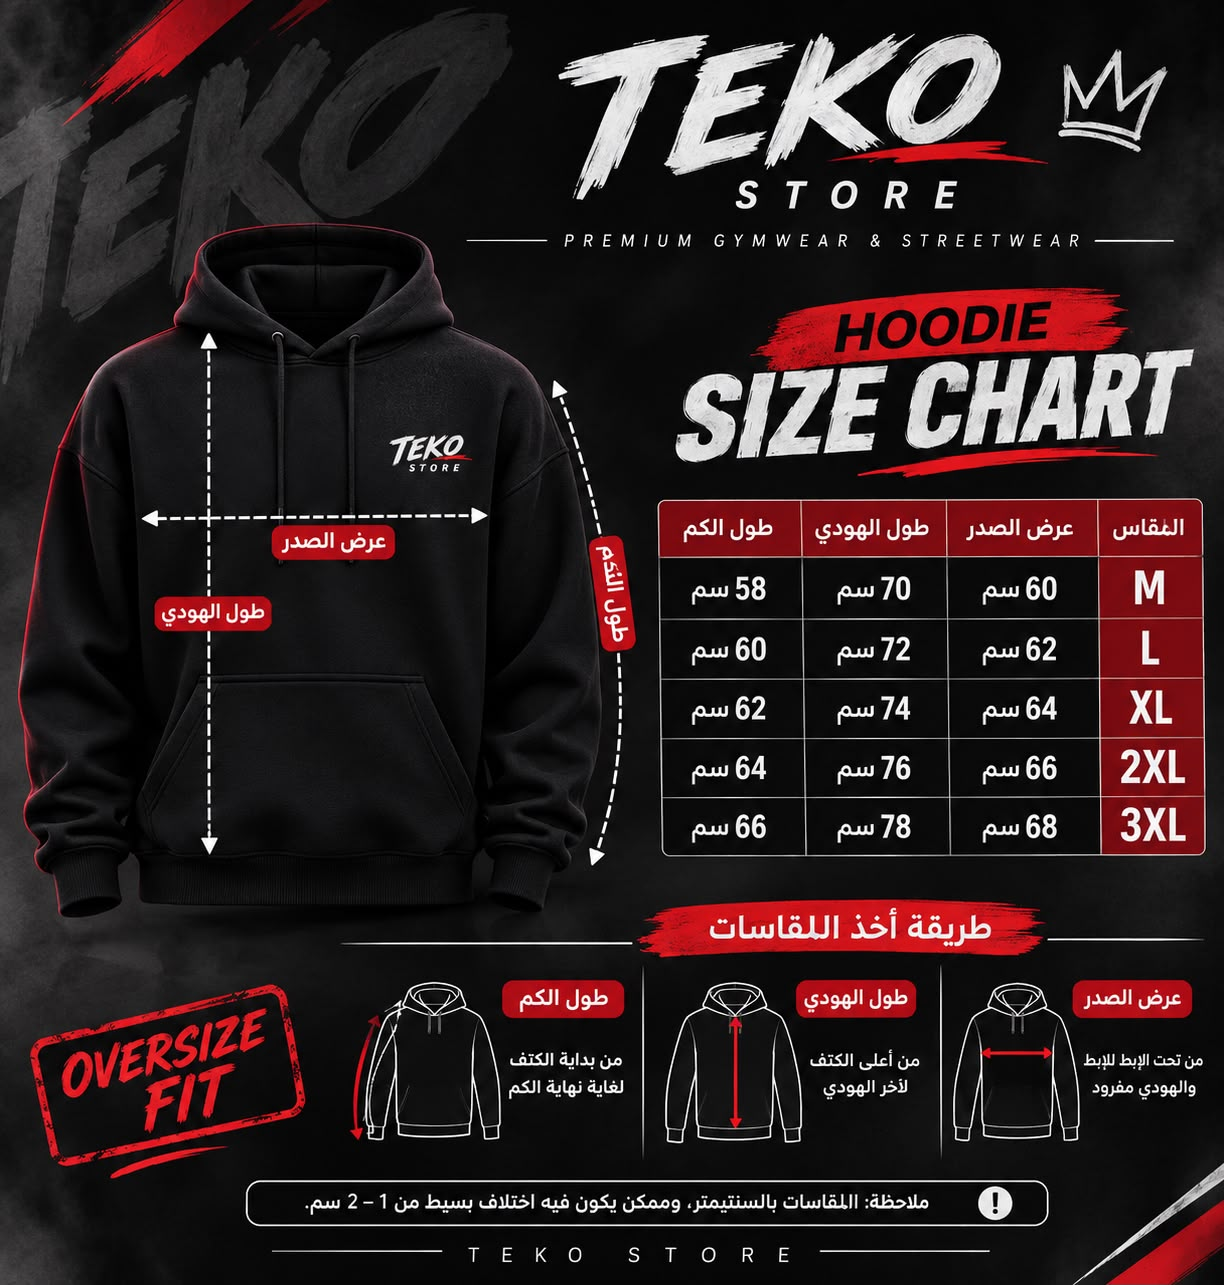 TEKO
TEKO
STORE
PREMIUM GYMWEAR & STREETWEAR
HOODIE
SIZE CHART
TEKO
STORE
عرض الصدر
طول الهودي
طول الكم
المقاس عرض الصدر طول الهودي طول الكم
M 60 سم 70 سم 58 سم
L 62 سم 72 سم 60 سم
XL 64 سم 74 سم 62 سم
2XL 66 سم 76 سم 64 سم
3XL 68 سم 78 سم 66 سم
طريقة أخذ المقاسات
عرض الصدر
من تحت الإبط للإبط
والهودي مفرود
طول الهودي
من أعلى الكتف
لأخر الهودي
طول الكم
من بداية الكتف
لغاية نهاية الكم
OVERSIZE
FIT
ملاحظة: المقاسات بالسنتيمتر، وممكن يكون فيه اختلاف بسيط من 1 – 2 سم.
TEKO STORE